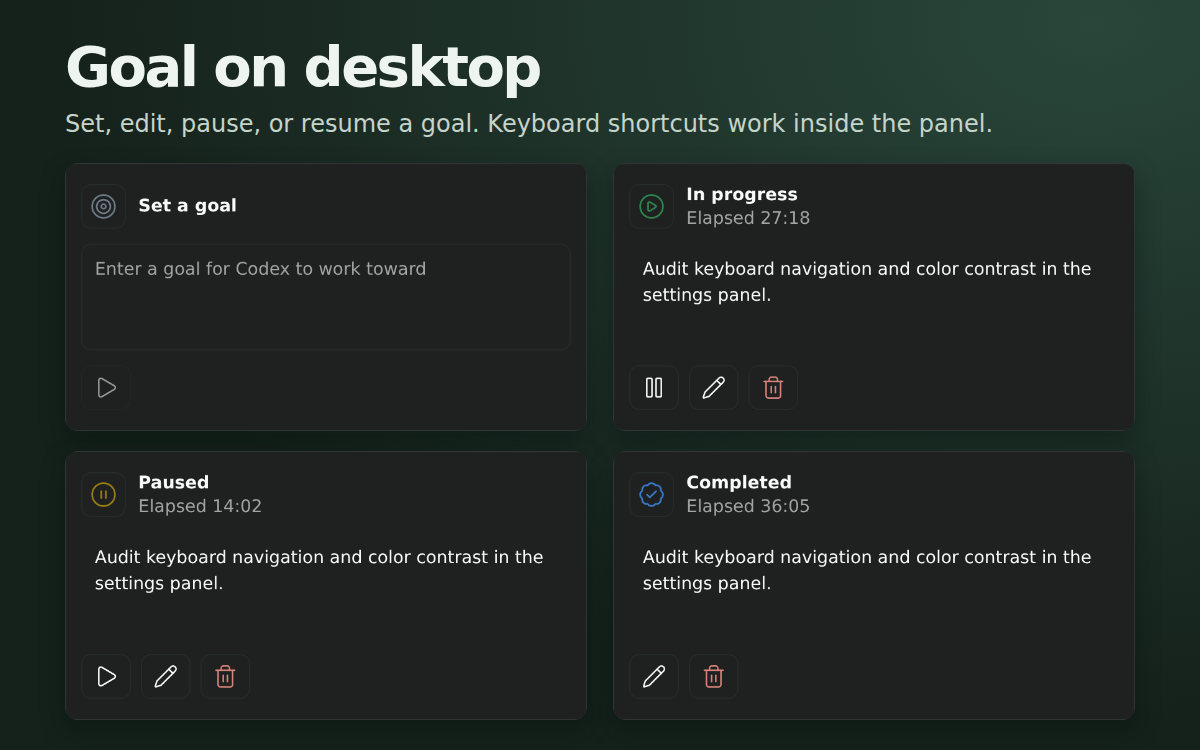 Goal on desktop
Set, edit, pause, or resume a goal. Keyboard shortcuts work inside the panel.
Set a goal
Enter a goal for Codex to work toward
In progress
Elapsed 27:18
Audit keyboard navigation and color contrast in the
settings panel.
Paused
Elapsed 14:02
Audit keyboard navigation and color contrast in the
settings panel.
Completed
Elapsed 36:05
Audit keyboard navigation and color contrast in the
settings panel.